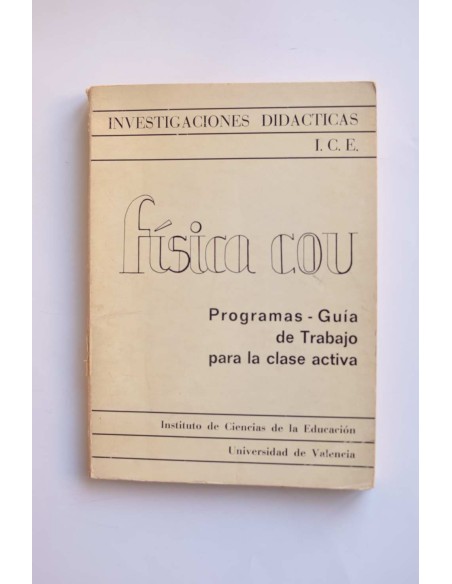 INVESTIGACIONES DIDACTICAS
I. C. E.
física COU
Programas - Guía
de Trabajo
para la clase activa
Instituto de Ciencias de la Educación
Universidad de Valencia